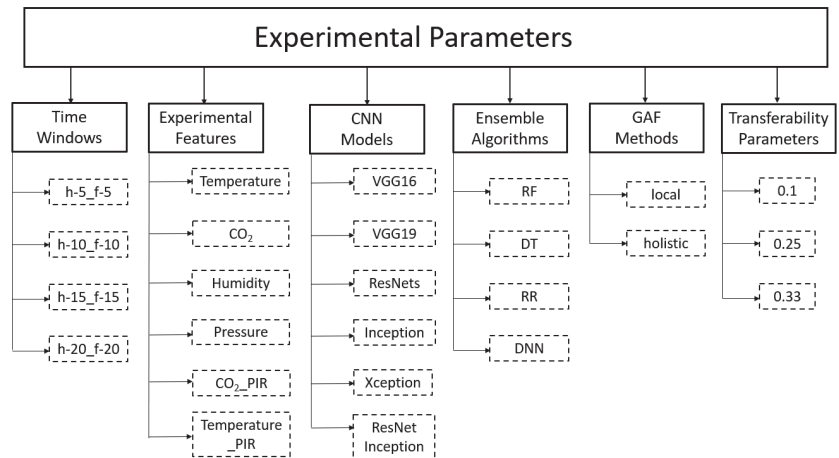 Experimental Parameters
Time
Windows
h-5_f-5
h-10_f-10
h-15_f-15
h-20_f-20
Experimental
Features
Temperature
CO₂
Humidity
Pressure
CO₂_PIR
Temperature
_PIR
CNN
Models
VGG16
VGG19
ResNets
Inception
Xception
ResNet
Inception
Ensemble
Algorithms
RF
DT
RR
DNN
GAF
Methods
local
holistic
Transferability
Parameters
0.1
0.25
0.33